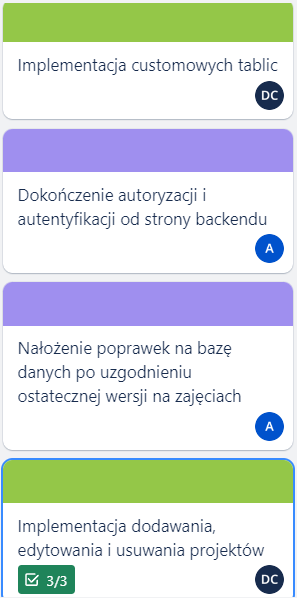 Implementacja customowych tablic
DC
Dokończenie autoryzacji i
autentyfikacji od strony backendu
A
Nałożenie poprawek na bazę
danych po uzgodnieniu
ostatecznej wersji na zajęciach
A
Implementacja dodawania,
edytowania i usuwania projektów
3/3
DC